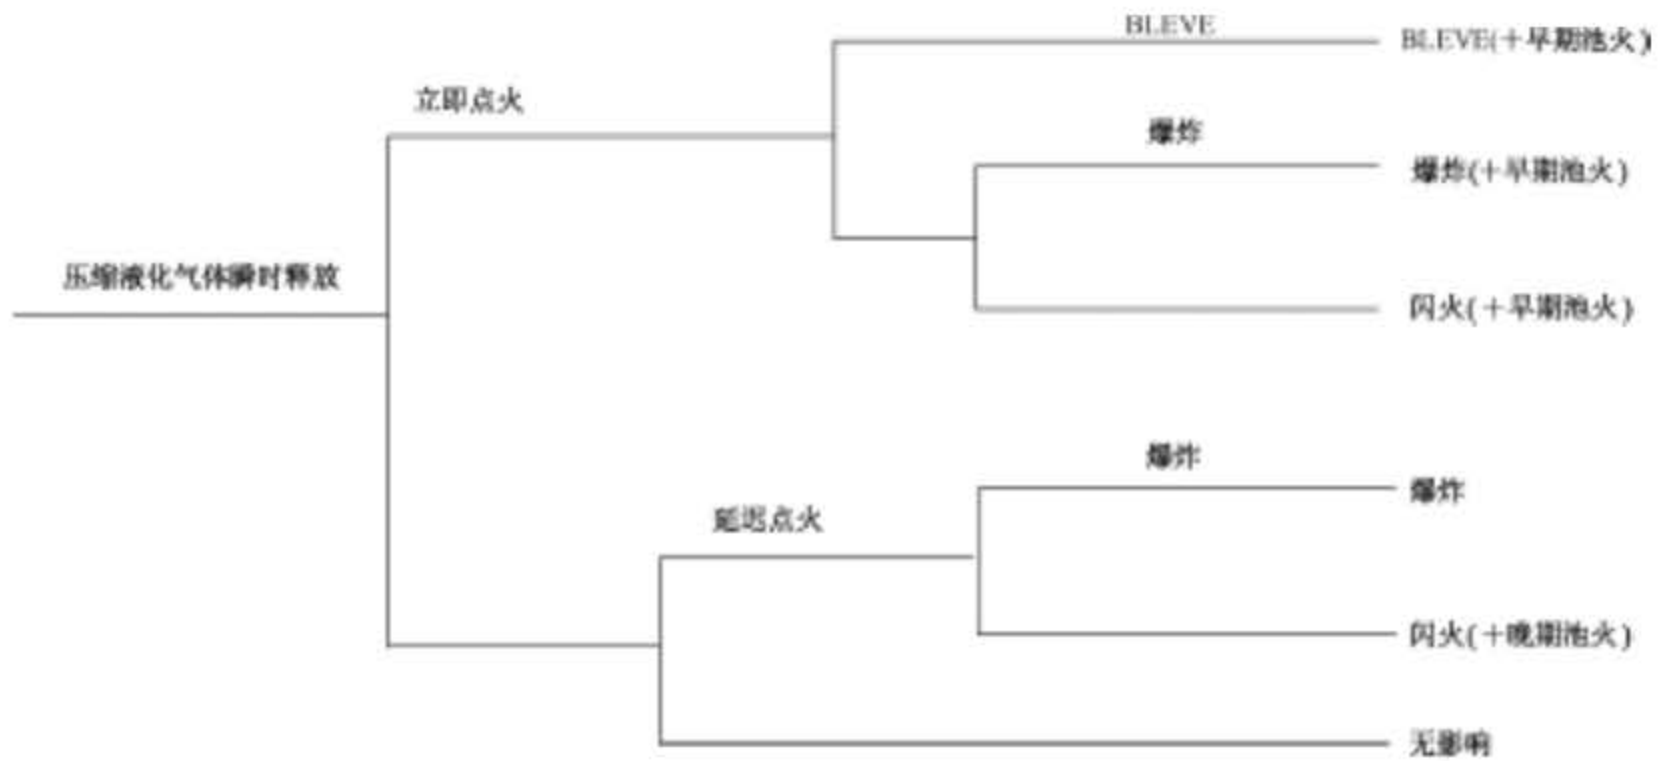 BLEVE
BLEVE(+早期池火)
立即点火
爆炸
爆炸(+早期池火)
压缩液化气体瞬时释放
闪火(+早期池火)
爆炸
爆炸
延迟点火
闪火(+晚期池火)
无影响